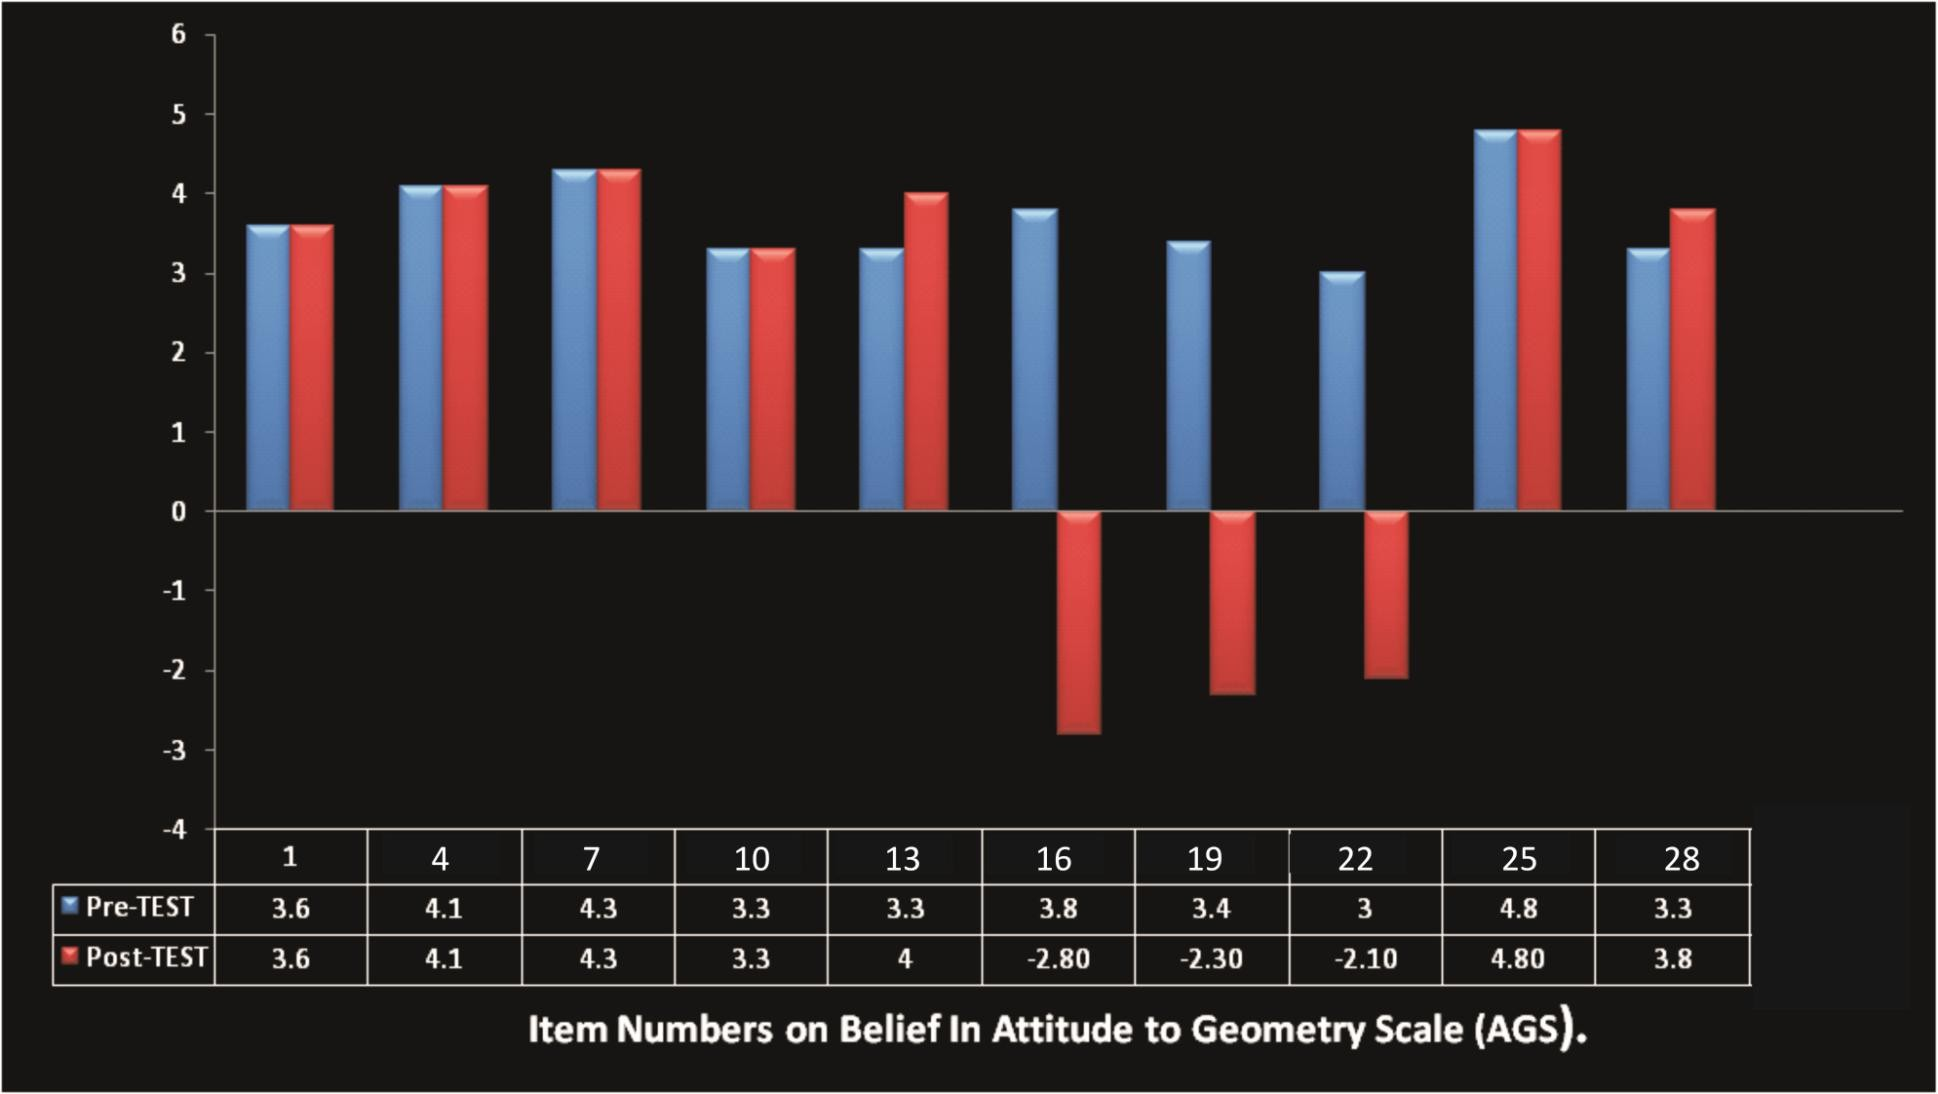 6
5
4
3
2
1
0
-1
-2
-3
-4
1 4 7 10 13 16 19 22 25 28
Pre-TEST 3.6 4.1 4.3 3.3 3.3 3.8 3.4 3 4.8 3.3
Post-TEST 3.6 4.1 4.3 3.3 4 -2.80 -2.30 -2.10 4.80 3.8
Item Numbers on Belief In Attitude to Geometry Scale (AGS).